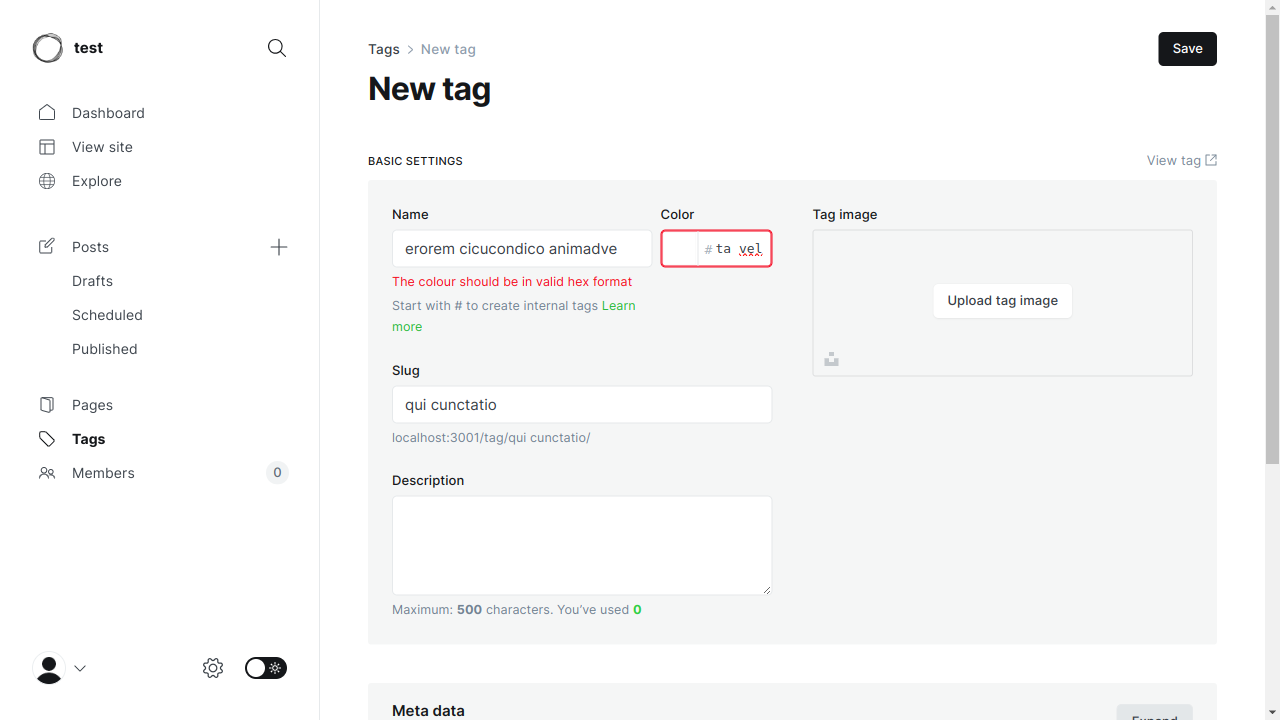 test
Dashboard
View site
Explore
Posts
Drafts
Scheduled
Published
Pages
Tags
Members 0
Tags > New tag
Save
New tag
BASIC SETTINGS
View tag
Name
erorem cicucondico animadve
The colour should be in valid hex format
Start with # to create internal tags Learn
more
Color
# ta vel
Slug
qui cunctatio
localhost:3001/tag/qui cunctatio/
Description
Maximum: 500 characters. You’ve used 0
Tag image
Upload tag image
Meta data
Expand